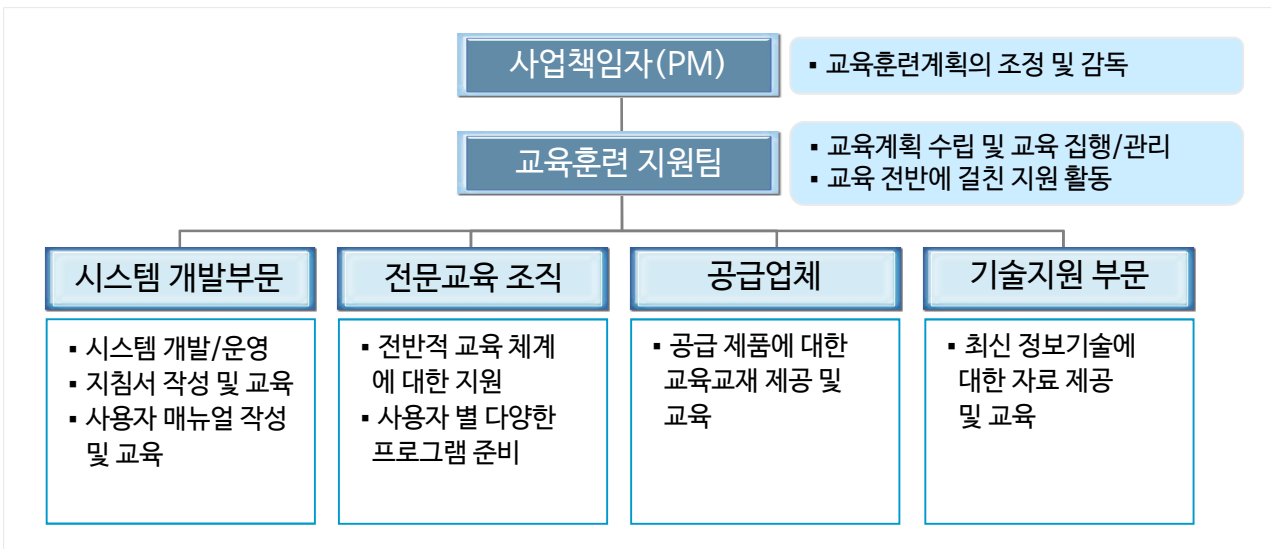 사업책임자(PM)
▪ 교육훈련계획의 조정 및 감독
교육훈련 지원팀
▪ 교육계획 수립 및 교육 집행/관리
▪ 교육 전반에 걸친 지원 활동
시스템 개발부문
▪ 시스템 개발/운영
▪ 지침서 작성 및 교육
▪ 사용자 매뉴얼 작성
및 교육
전문교육 조직
▪ 전반적 교육 체계
에 대한 지원
▪ 사용자 별 다양한
프로그램 준비
공급업체
▪ 공급 제품에 대한
교육교재 제공 및
교육
기술지원 부문
▪ 최신 정보기술에
대한 자료 제공
및 교육